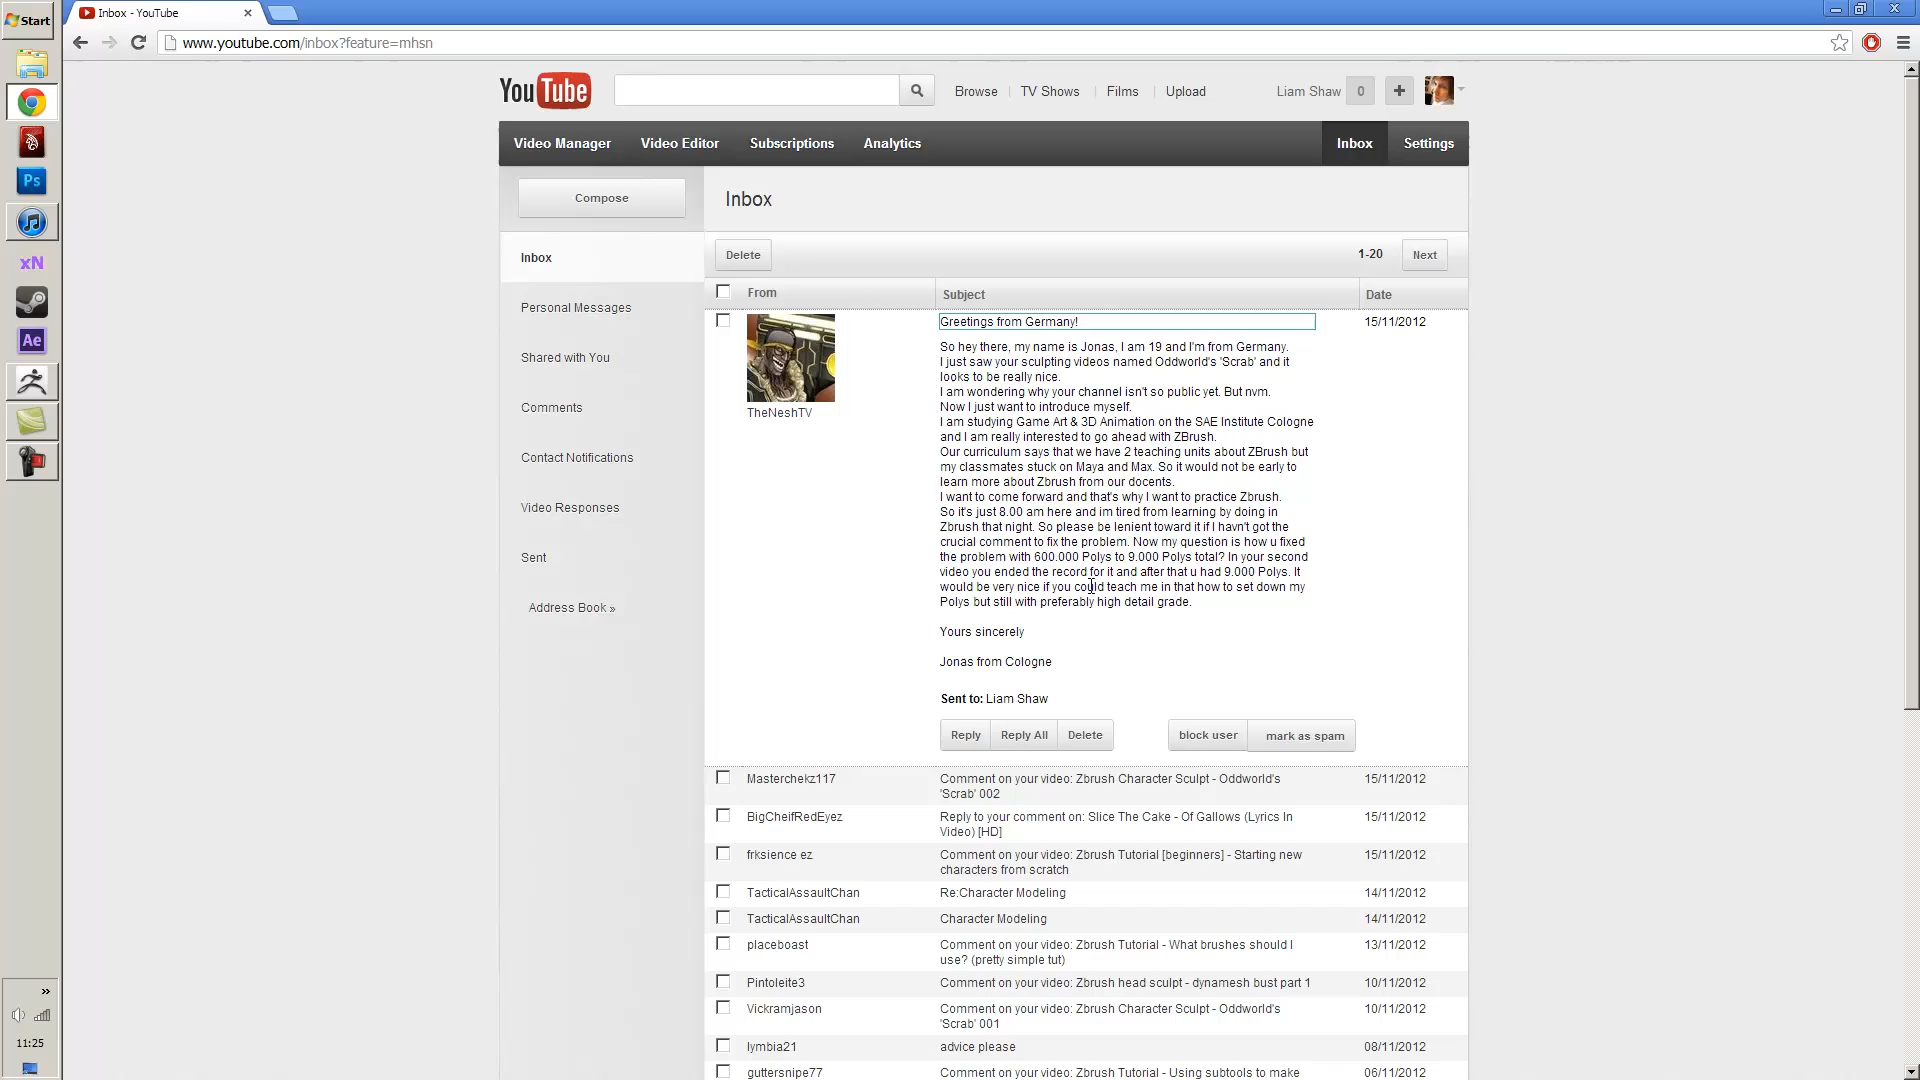 Start
Inbox - YouTube
www.youtube.com/inbox?feature=mhsn
YouTube
Browse
TV Shows
Films
Upload
Liam Shaw
0
Video Manager
Video Editor
Subscriptions
Analytics
Inbox
Settings
Compose
Inbox
Personal Messages
Shared with You
Comments
Contact Notifications
Video Responses
Sent
Address Book »
Inbox
Delete
1-20
Next
From
Subject
Date
TheNeshTV
Greetings from Germany!
15/11/2012
So hey there, my name is Jonas, I am 19 and I'm from Germany.
I just saw your sculpting videos named Oddworld's 'Scrab' and it
looks to be really nice.
I am wondering why your channel isn't so public yet. But nvm.
Now I just want to introduce myself.
I am studying Game Art & 3D Animation on the SAE Institute Cologne
and I am really interested to go ahead with ZBrush.
Our curriculum says that we have 2 teaching units about ZBrush but
my classmates stuck on Maya and Max. So it would not be early to
learn more about Zbrush from our docents.
I want to come forward and that's why I want to practice Zbrush.
So it's just 8.00 am here and im tired from learning by doing in
Zbrush that night. So please be lenient toward it if I havn't got the
crucial comment to fix the problem. Now my question is how u fixed
the problem with 600.000 Polys to 9.000 Polys total? In your second
video you ended the record for it and after that u had 9.000 Polys. It
would be very nice if you could teach me in that how to set down my
Polys but still with preferably high detail grade.
Yours sincerely
Jonas from Cologne
Sent to: Liam Shaw
Reply
Reply All
Delete
block user
mark as spam
Masterchekz117
Comment on your video: Zbrush Character Sculpt - Oddworld's
'Scrab' 002
15/11/2012
BigCheifRedEyez
Reply to your comment on: Slice The Cake - Of Gallows (Lyrics In
Video) [HD]
15/11/2012
frksience ez
Comment on your video: Zbrush Tutorial [beginners] - Starting new
characters from scratch
15/11/2012
TacticalAssaultChan
Re:Character Modeling
14/11/2012
TacticalAssaultChan
Character Modeling
14/11/2012
placeboast
Comment on your video: Zbrush Tutorial - What brushes should I
use? (pretty simple tut)
13/11/2012
Pintoleite3
Comment on your video: Zbrush head sculpt - dynamesh bust part 1
10/11/2012
Vickramjason
Comment on your video: Zbrush Character Sculpt - Oddworld's
'Scrab' 001
10/11/2012
lymbia21
advice please
08/11/2012
guttersnipe77
Comment on your video: Zbrush Tutorial - Using subtools to make
06/11/2012
Ps
xN
Ae
11:25